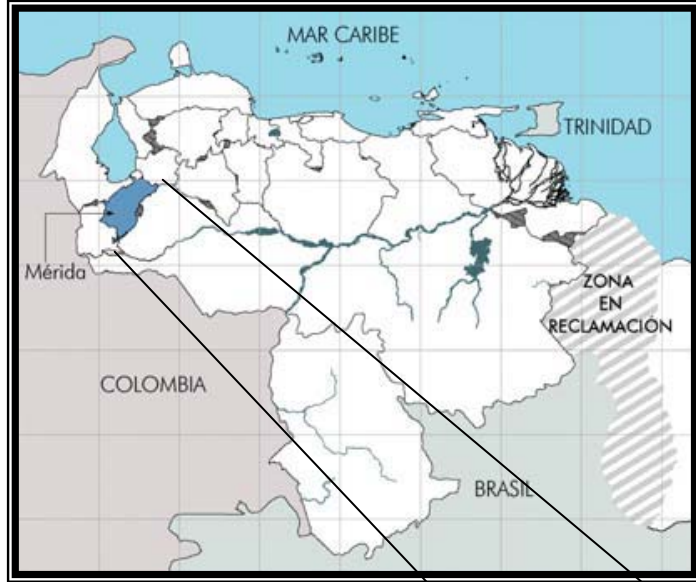 MAR CARIBE
TRINIDAD
Mérida
ZONA
EN
RECLAMACIÓN
COLOMBIA
BRASIL